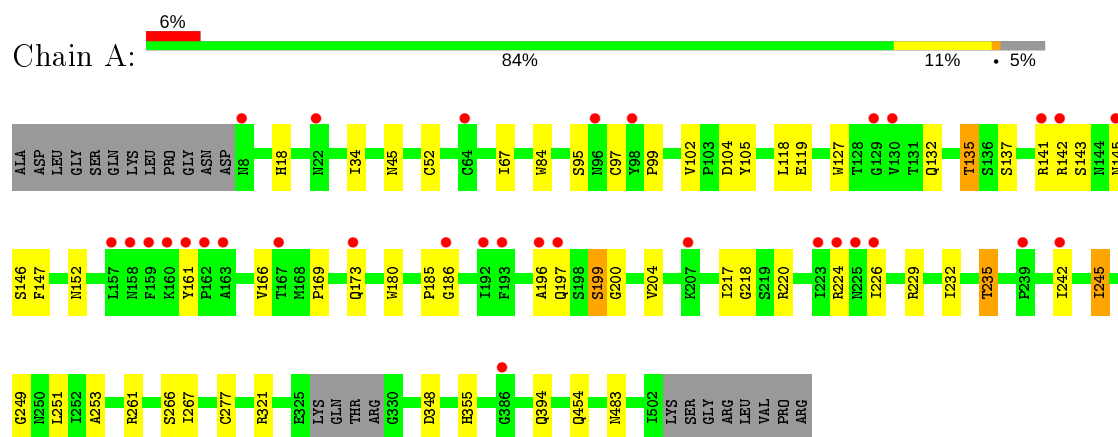 6%
Chain A:
84% 11% • 5%
ALA ASP LEU GLY SER GLN LYS LEU PRO GLY ASN ASP N8 H18 N22 I34 N45 C52 C64 I67 W84 S95 N96 C97 Y98 P99 V102 P103 D104 Y105 L118 E119 W127 T128 G129 V130 T131 Q132 T135 S136 S137 R141 R142 S143 N144 N145
S146 F147 N152 L157 N158 F159 K160 Y161 P162 A163 V166 T167 M168 P169 Q173 W180 P185 G186 I192 F193 A196 Q197 S198 S199 G200 V204 K207 I217 G218 S219 R220 I223 R224 N225 I226 R229 I232 T235 P239 I242 I245
G249 N250 L251 I252 A253 R261 S266 I267 C277 R321 E325 LYS GLN THR ARG G330 D348 H355 G386 Q394 Q454 N483 I502 LYS SER GLY ARG LEU VAL PRO ARG